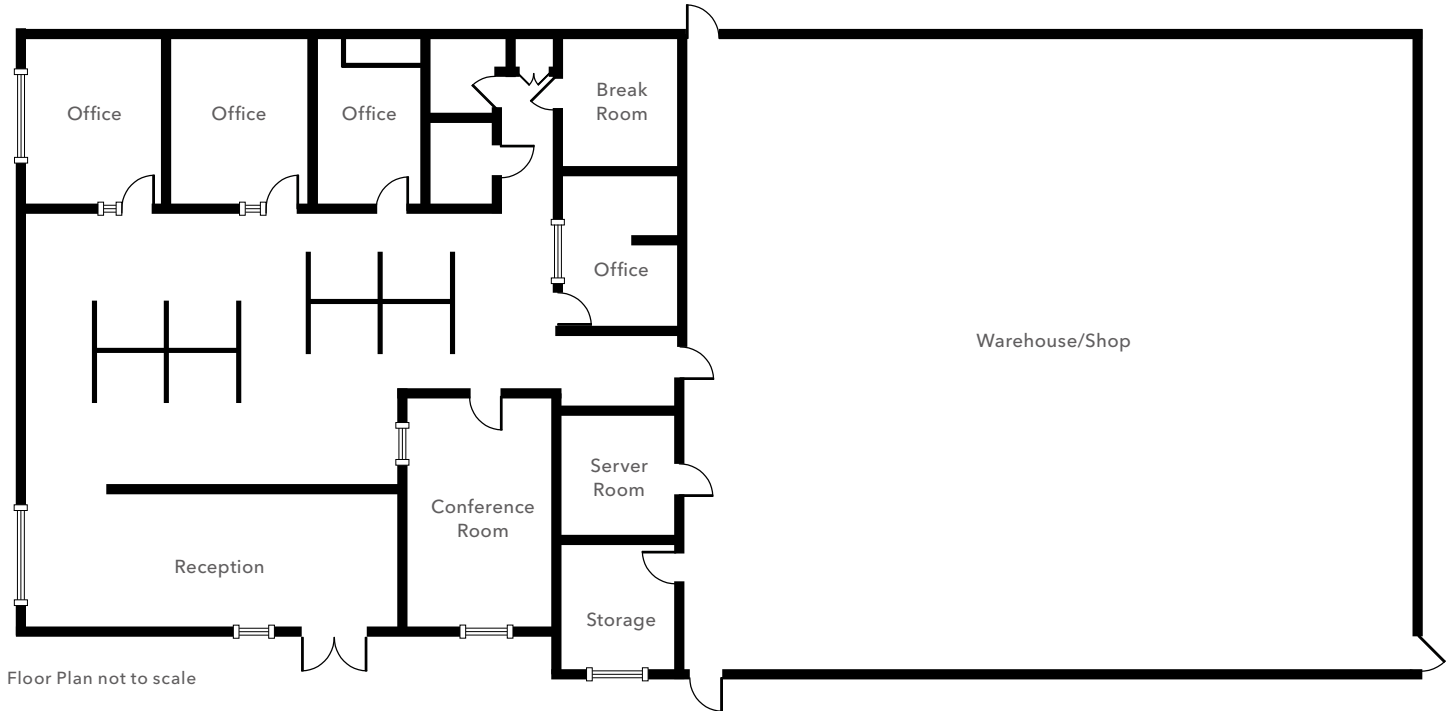 Office
Office
Office
Break
Room
Office
Warehouse/Shop
Server
Room
Conference
Room
Reception
Storage
Floor Plan not to scale